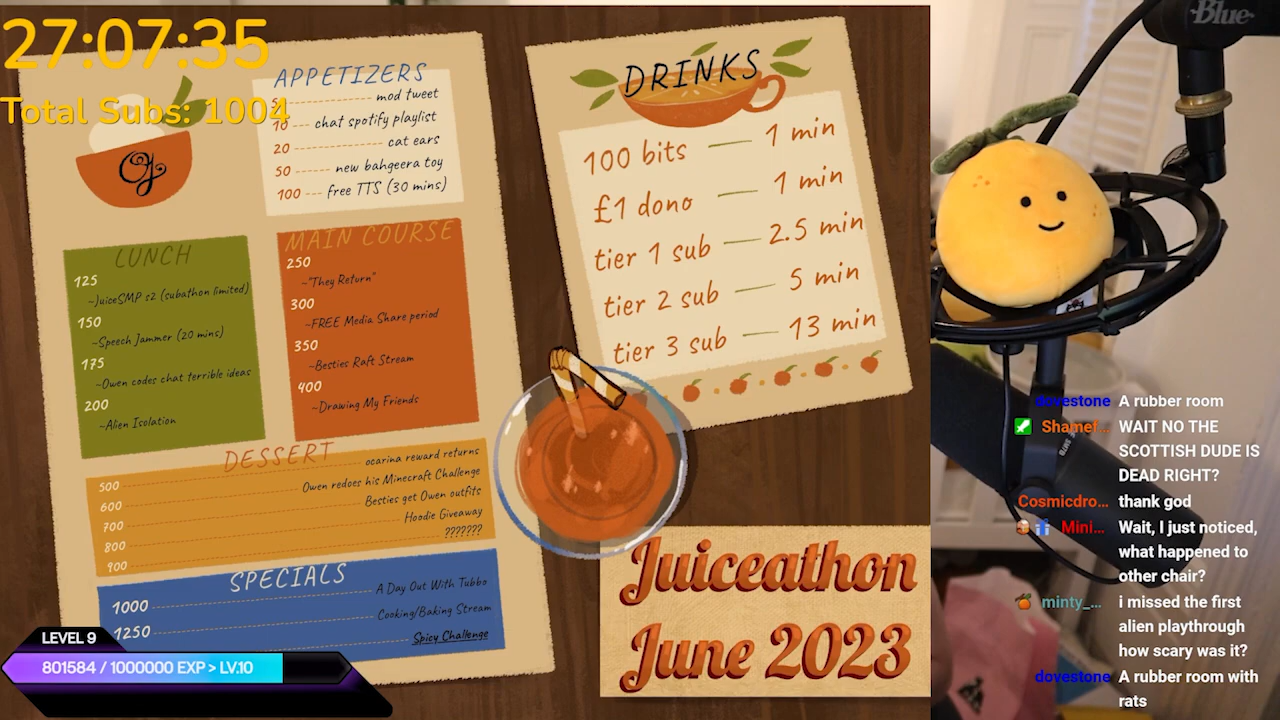 27:07:35
Total Subs: 1004
APPETIZERS
mod tweet
10 chat spotify playlist
20 cat ears
50 new bahgeera toy
100 free TTS (30 mins)
LUNCH
125
~JuiceSMP s2 (subathon limited)
150
~Speech Jammer (20 mins)
175
~Owen codes chat terrible ideas
200
~Alien Isolation
MAIN COURSE
250
~"They Return"
300
~FREE Media Share period
350
~Besties Raft Stream
400
~Drawing My Friends
DESSERT
500 ocarina reward returns
600 Owen redoes his Minecraft Challenge
700 Besties get Owen outfits
800 Hoodie Giveaway
900 ???????
SPECIALS
1000 A Day Out With Tubbo
1250 Cooking/Baking Stream
Spicy Challenge
LEVEL 9
801584 / 1000000 EXP > LV.10
DRINKS
100 bits — 1 min
£1 dono — 1 min
tier 1 sub — 2.5 min
tier 2 sub — 5 min
tier 3 sub — 13 min
Juiceathon
June 2023
Blue
dovestone A rubber room
Shamef... WAIT NO THE
SCOTTISH DUDE IS
DEAD RIGHT?
Cosmicdro... thank god
Mini... Wait, I just noticed,
what happened to
other chair?
minty_... i missed the first
alien playthrough
how scary was it?
dovestone A rubber room with
rats